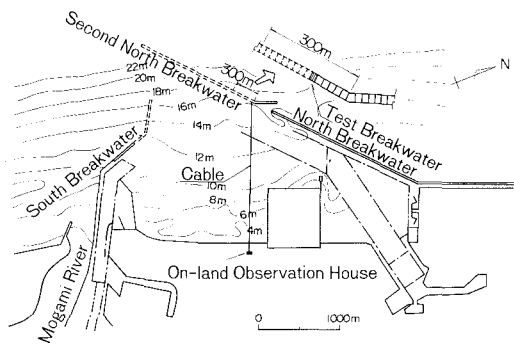 Second North Breakwater
300m
300m
N
22m
20m
18m
16m
14m
12m
10m
8m
6m
4m
Test Breakwater
North Breakwater
South Breakwater
Cable
On-land Observation House
Mogami River
0 1000m